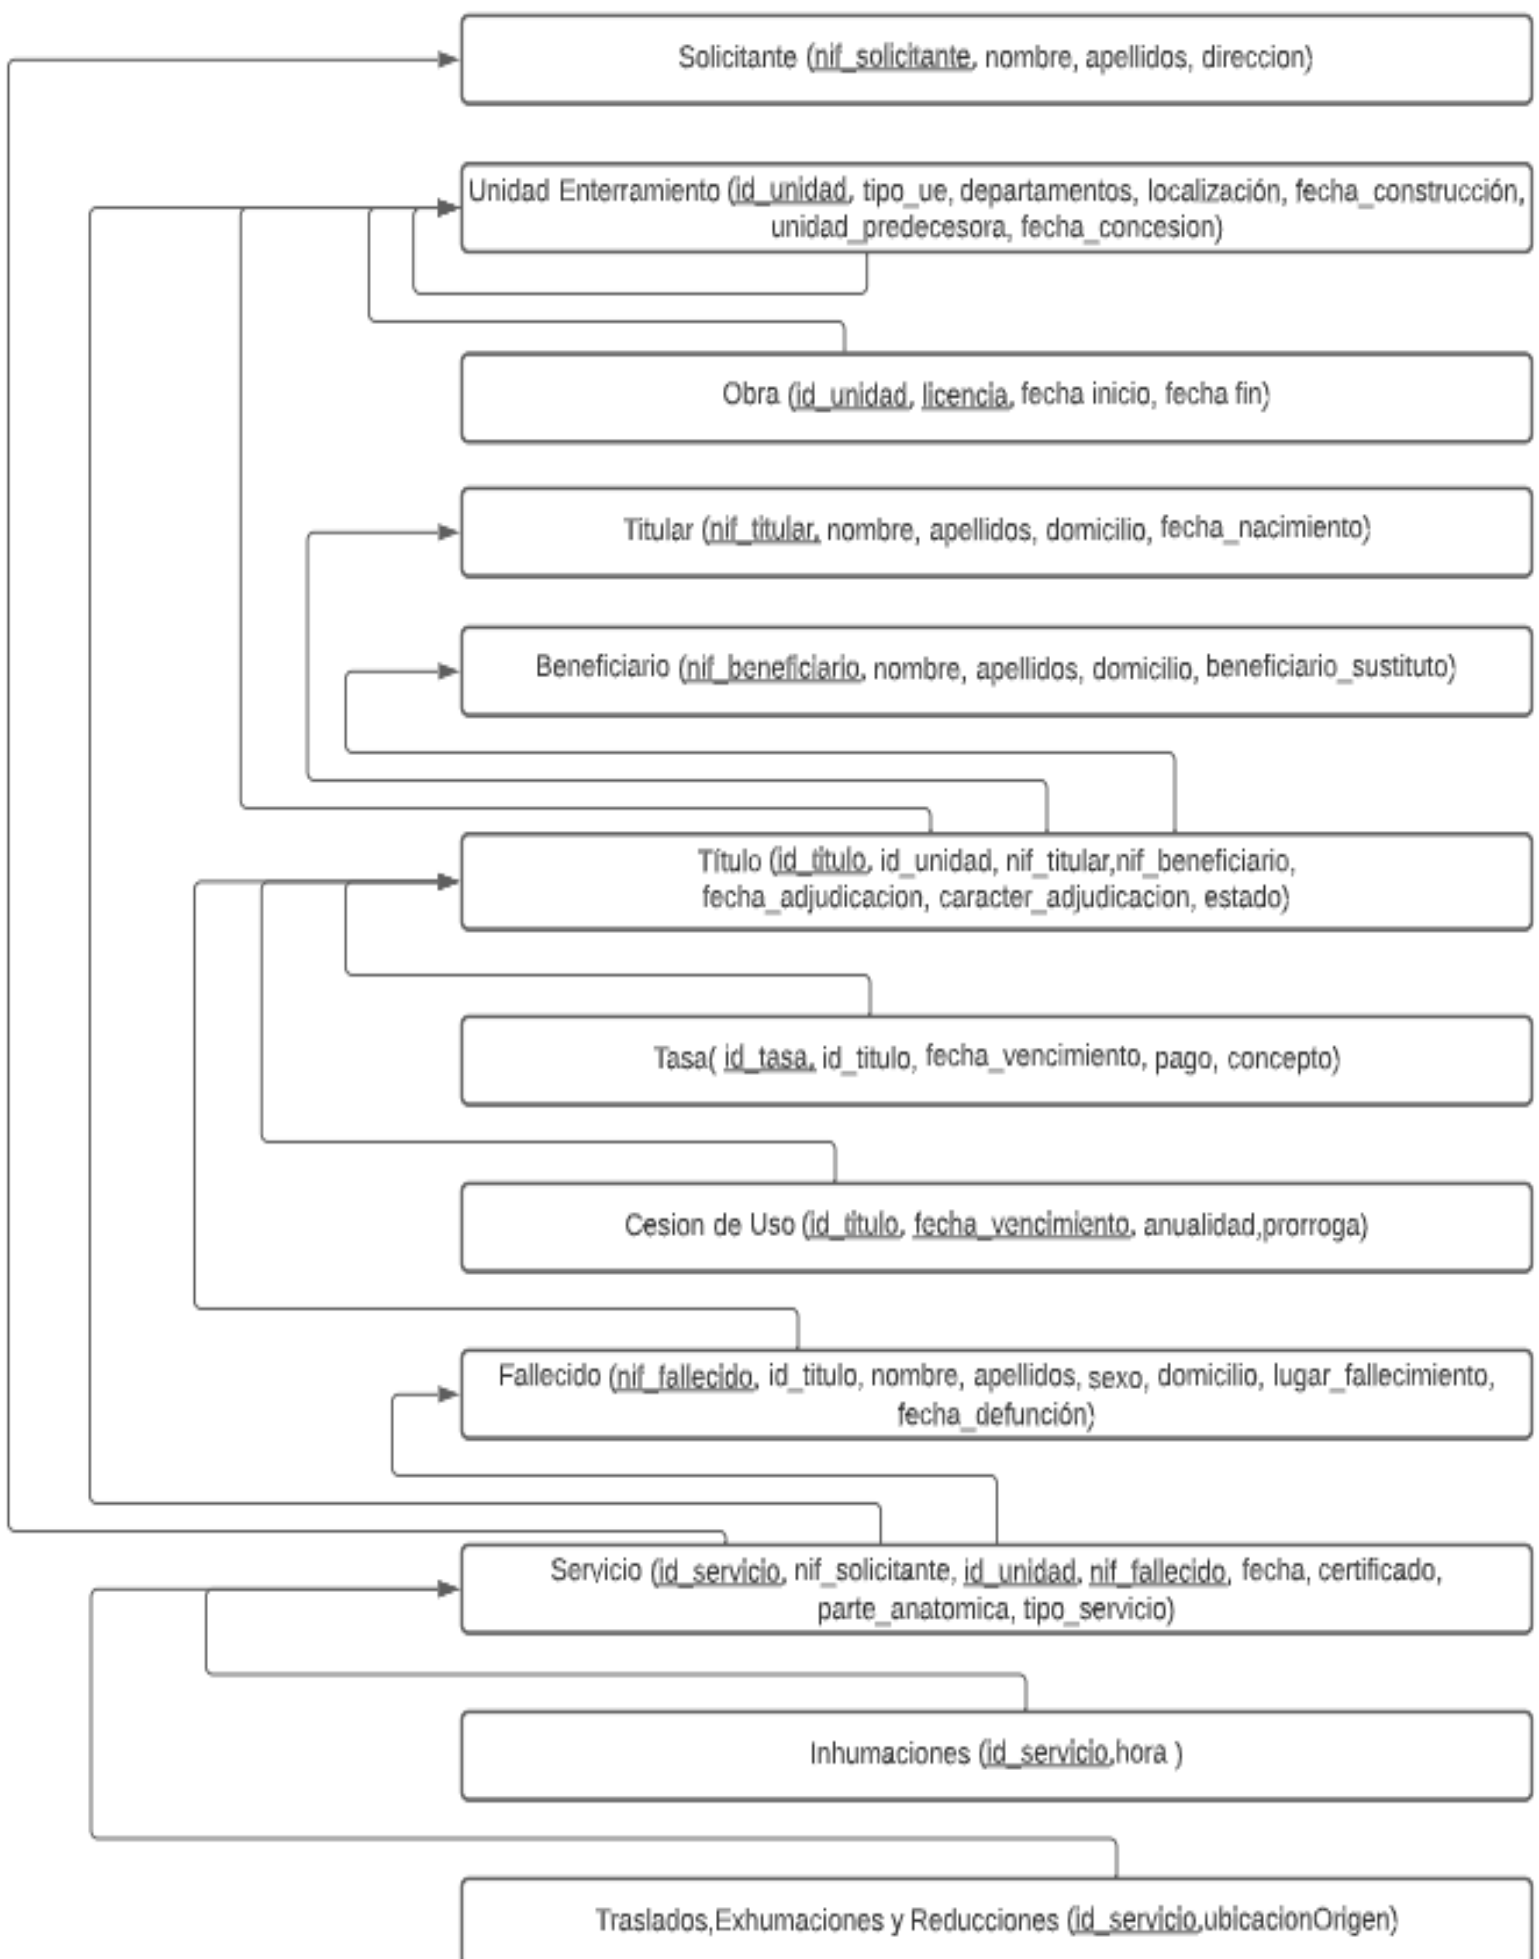 Solicitante (nif_solicitante, nombre, apellidos, direccion)
Unidad Enterramiento (id_unidad, tipo_ue, departamentos, localización, fecha_construcción,
unidad_predecesora, fecha_concesion)
Obra (id_unidad, licencia, fecha inicio, fecha fin)
Titular (nif_titular, nombre, apellidos, domicilio, fecha_nacimiento)
Beneficiario (nif_beneficiario, nombre, apellidos, domicilio, beneficiario_sustituto)
Título (id_titulo, id_unidad, nif_titular,nif_beneficiario,
fecha_adjudicacion, caracter_adjudicacion, estado)
Tasa( id_tasa, id_titulo, fecha_vencimiento, pago, concepto)
Cesion de Uso (id_titulo, fecha_vencimiento, anualidad,prorroga)
Fallecido (nif_fallecido, id_titulo, nombre, apellidos, sexo, domicilio, lugar_fallecimiento,
fecha_defunción)
Servicio (id_servicio, nif_solicitante, id_unidad, nif_fallecido, fecha, certificado,
parte_anatomica, tipo_servicio)
Inhumaciones (id_servicio,hora )
Traslados,Exhumaciones y Reducciones (id_servicio,ubicacionOrigen)